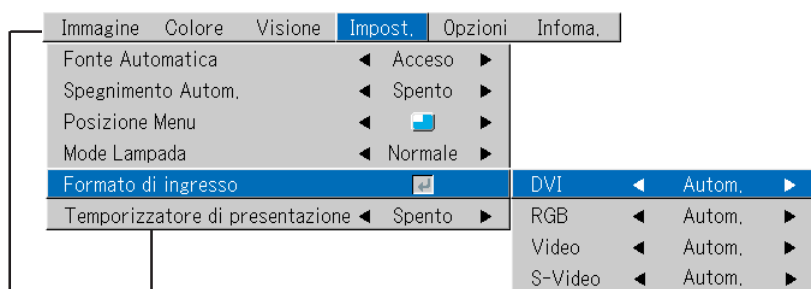 Immagine Colore Visione Impost. Opzioni Infoma.
Fonte Automatica Acceso
Spegnimento Autom. Spento
Posizione Menu
Mode Lampada Normale
Formato di ingresso DVI Autom.
Temporizzatore di presentazione Spento RGB Autom.
Video Autom.
S-Video Autom.